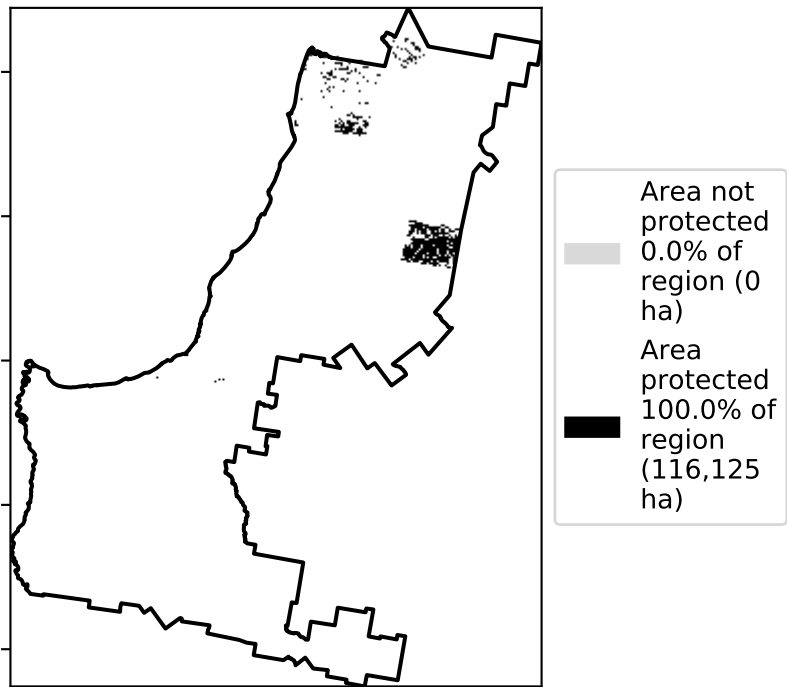 Area not
protected
0.0% of
region (0
ha)
Area
protected
100.0% of
region
(116,125
ha)